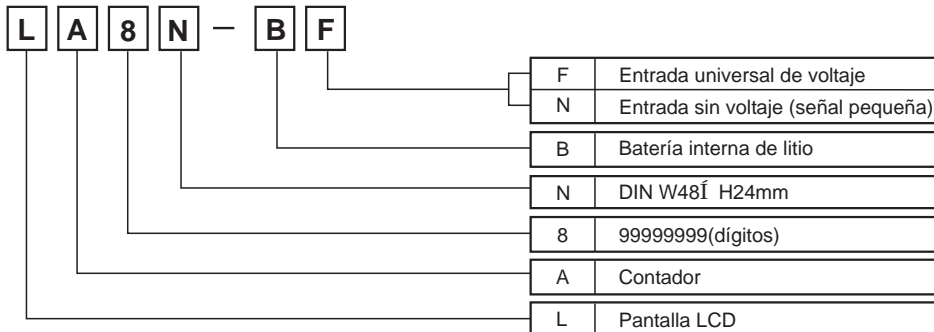 L A 8 N – B F
F Entrada universal de voltaje
N Entrada sin voltaje (señal pequeña)
B Batería interna de litio
N DIN W48Í H24mm
8 99999999(dígitos)
A Contador
L Pantalla LCD